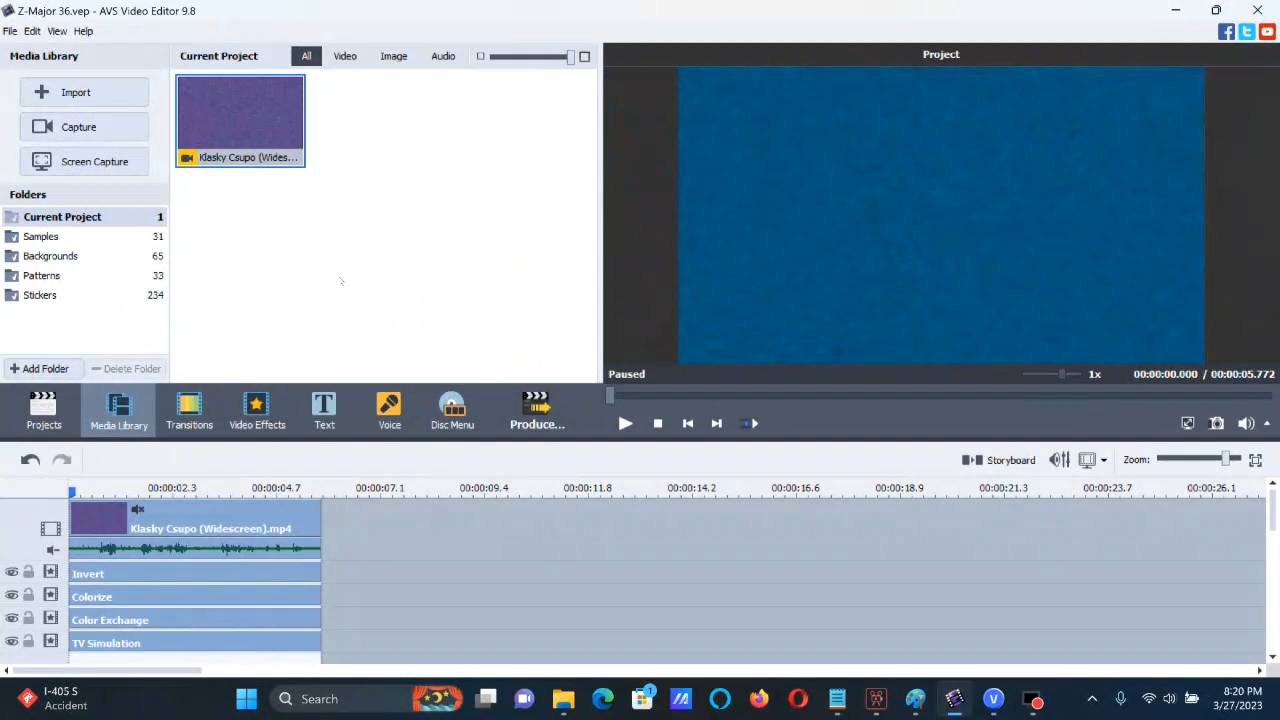 Z-Major 36.vep - AVS Video Editor 9.8
File Edit View Help
Media Library
Import
Capture
Screen Capture
Folders
Current Project 1
Samples 31
Backgrounds 65
Patterns 33
Stickers 234
+ Add Folder
Delete Folder
Current Project All Video Image Audio
Klasky Csupo (Wides...
Project
Paused 1x 00:00:00.000 / 00:00:05.772
Projects Media Library Transitions Video Effects Text Voice Disc Menu Produce...
Storyboard Zoom:
00:00:02.3 00:00:04.7 00:00:07.1 00:00:09.4 00:00:11.8 00:00:14.2 00:00:16.6 00:00:18.9 00:00:21.3 00:00:23.7 00:00:26.1
Klasky Csupo (Widescreen).mp4
Invert
Colorize
Color Exchange
TV Simulation
I-405 S
Accident
Search
1
V
8:20 PM
3/27/2023